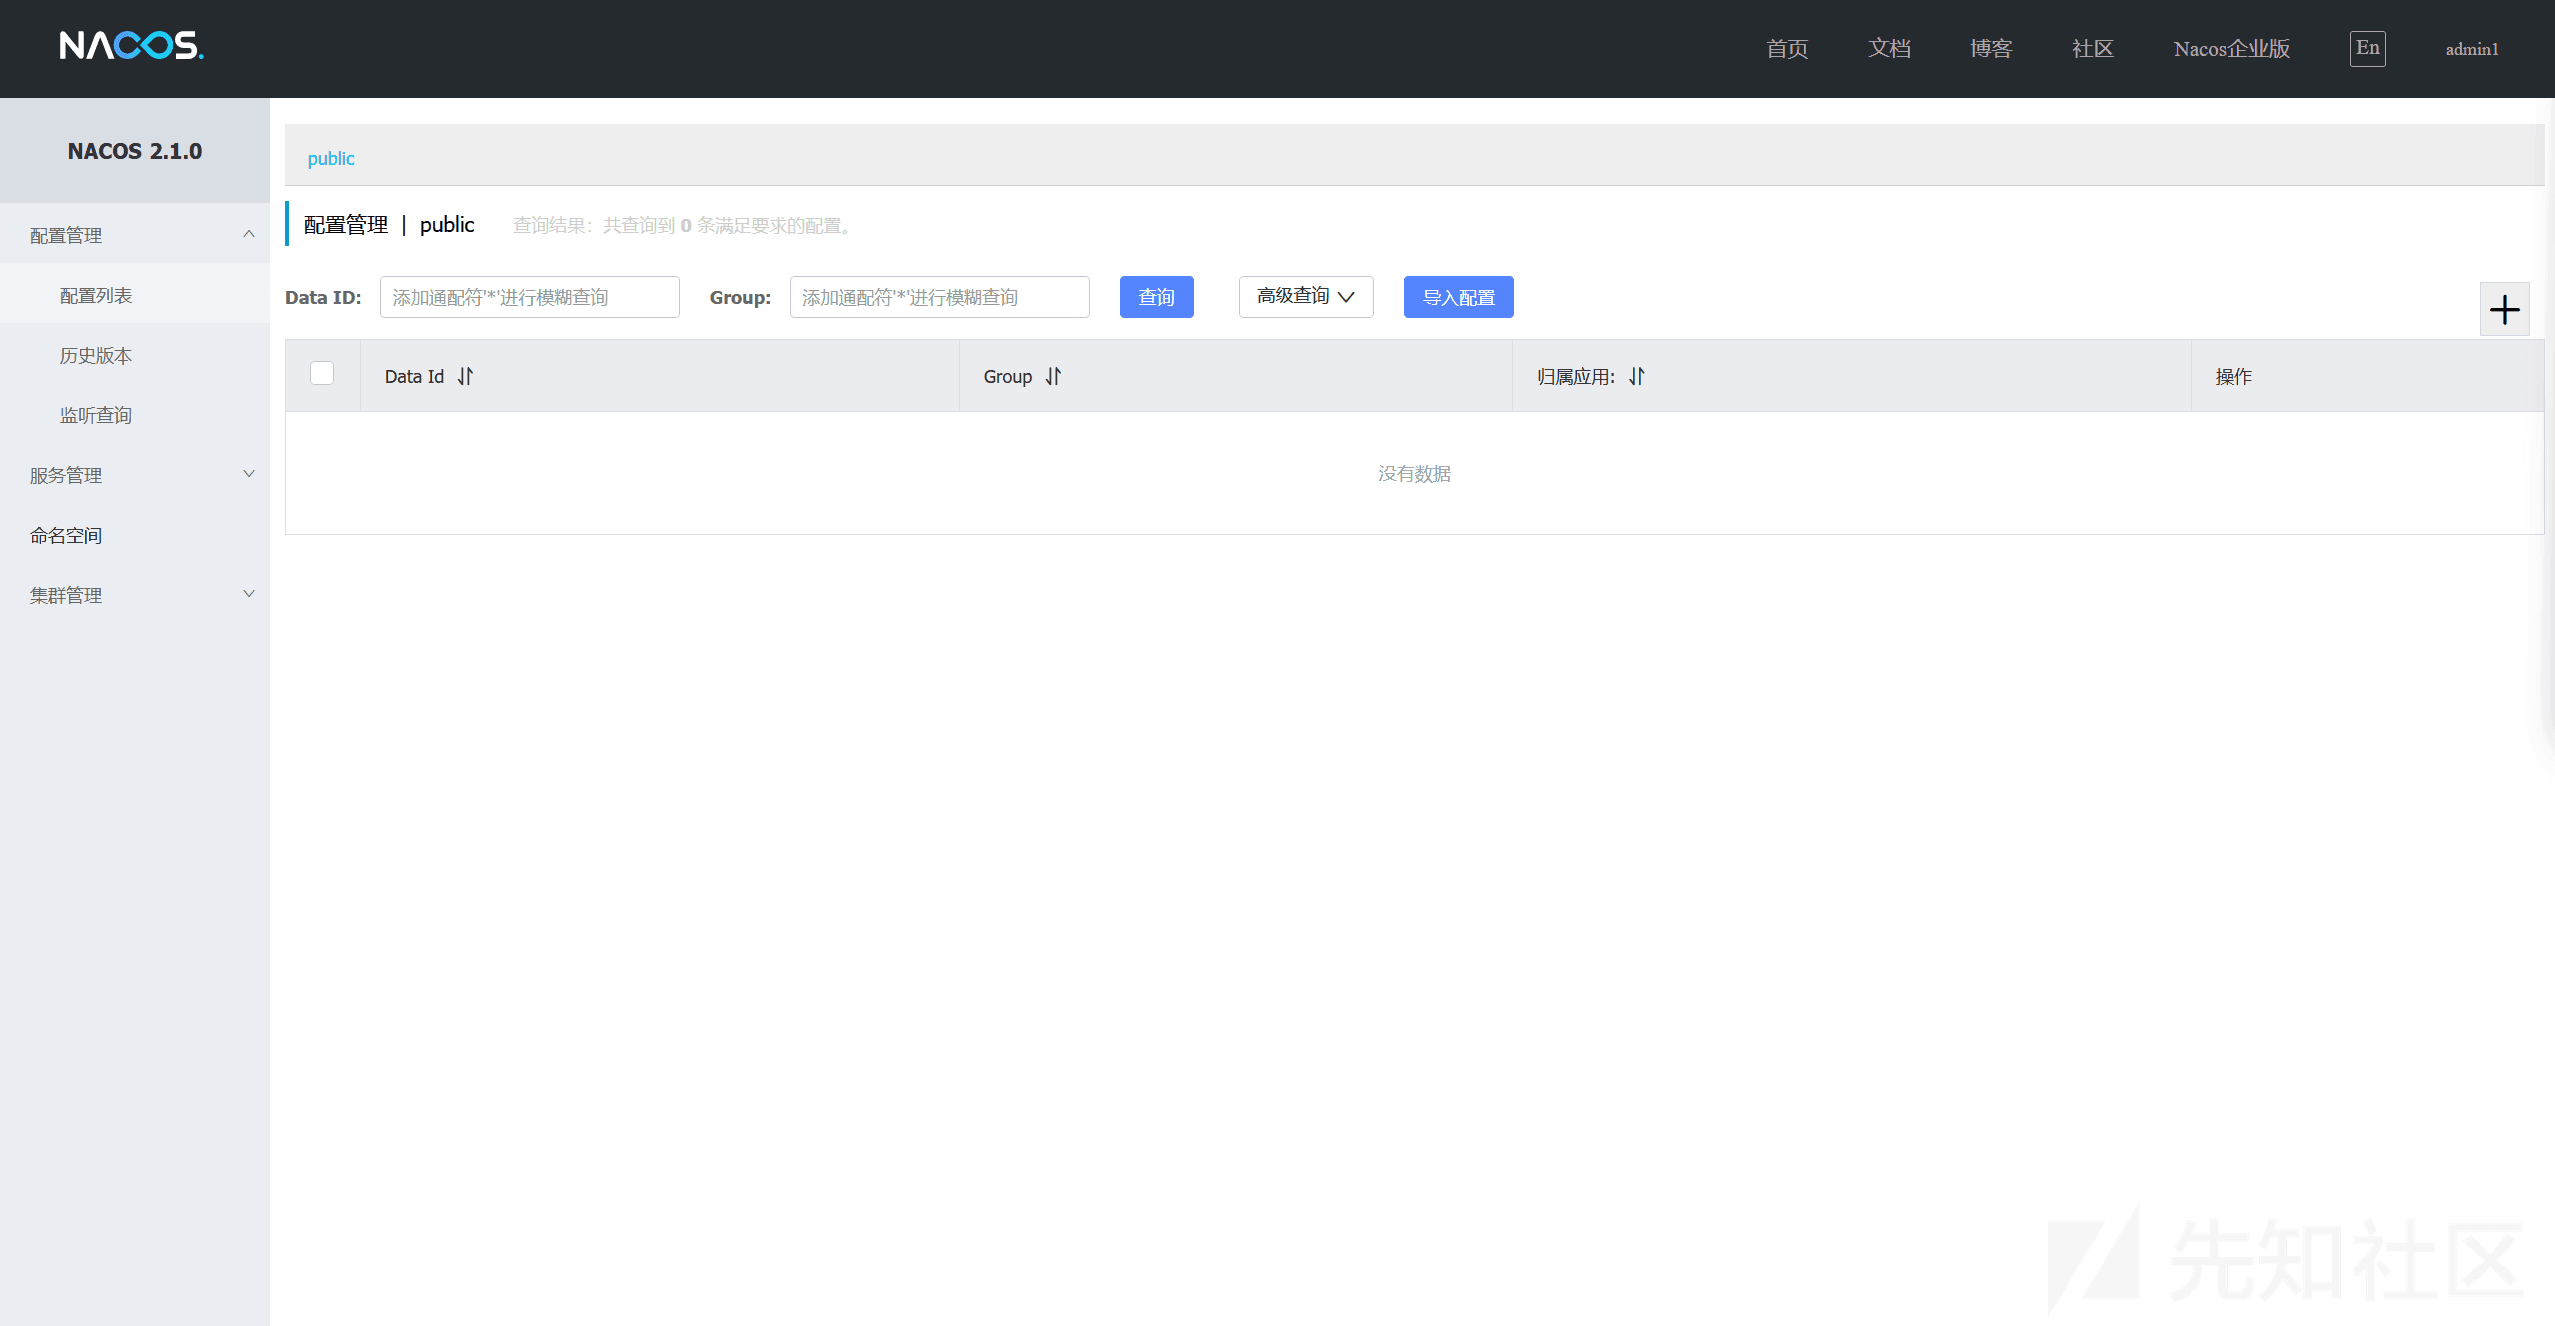 NACOS.
首页 文档 博客 社区 Nacos企业版 En admin1
NACOS 2.1.0
public
配置管理
配置管理 | public 查询结果：共查询到 0 条满足要求的配置。
配置列表
Data ID: 添加通配符'*'进行模糊查询 Group: 添加通配符'*'进行模糊查询 查询 高级查询 导入配置
历史版本
Data Id Group 归属应用: 操作
监听查询
服务管理
没有数据
命名空间
集群管理
先知社区